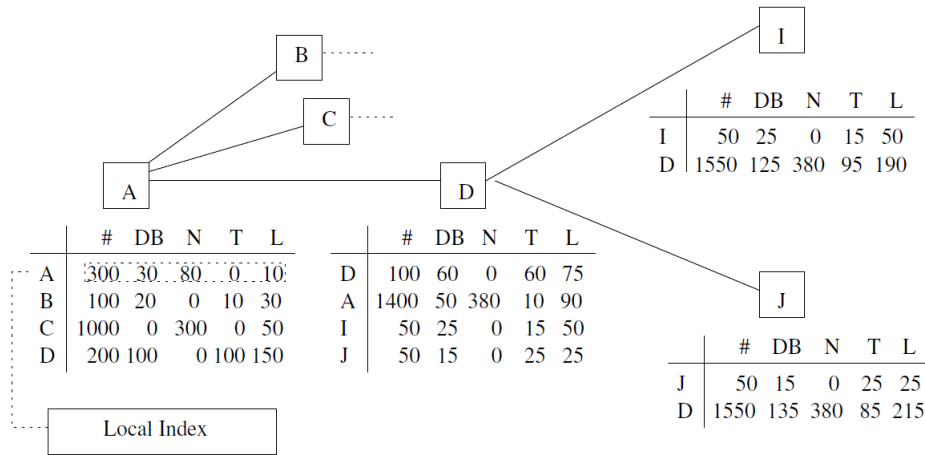 I
B
C
# DB N T L
I 50 25 0 15 50
D 1550 125 380 95 190
A
D
# DB N T L
A 300 30 80 0 10
B 100 20 0 10 30
C 1000 0 300 0 50
D 200 100 0 100 150
# DB N T L
D 100 60 0 60 75
A 1400 50 380 10 90
I 50 25 0 15 50
J 50 15 0 25 25
J
# DB N T L
J 50 15 0 25 25
D 1550 135 380 85 215
Local Index